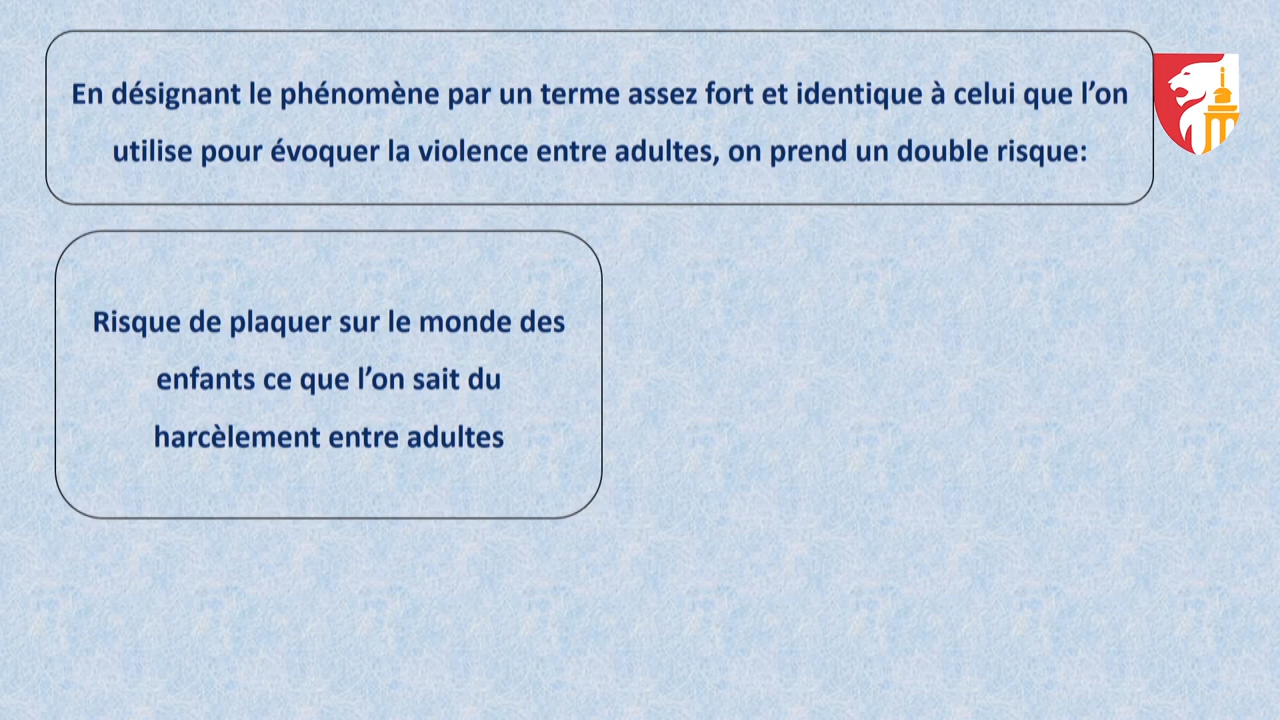 En désignant le phénomène par un terme assez fort et identique à celui que l’on
utilise pour évoquer la violence entre adultes, on prend un double risque:
Risque de plaquer sur le monde des
enfants ce que l’on sait du
harcèlement entre adultes